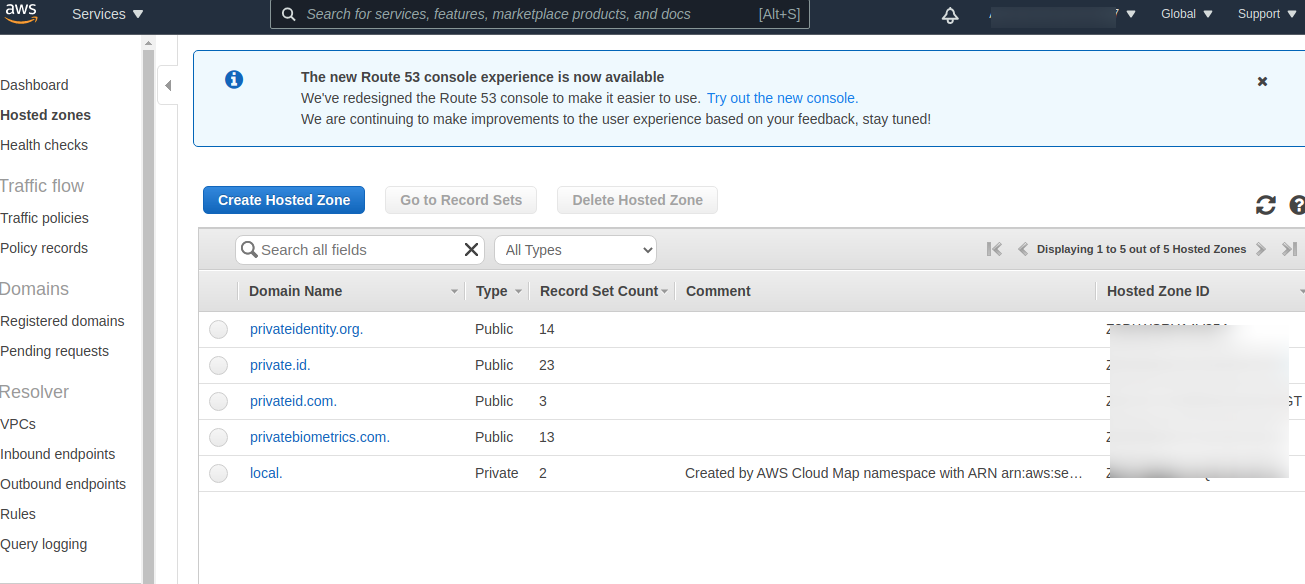 aws Services Search for services, features, marketplace products, and docs [Alt+S] Global Support
Dashboard
Hosted zones
Health checks
Traffic flow
Traffic policies
Policy records
Domains
Registered domains
Pending requests
Resolver
VPCs
Inbound endpoints
Outbound endpoints
Rules
Query logging
The new Route 53 console experience is now available
We've redesigned the Route 53 console to make it easier to use. Try out the new console.
We are continuing to make improvements to the user experience based on your feedback, stay tuned!
Create Hosted Zone Go to Record Sets Delete Hosted Zone
Search all fields All Types Displaying 1 to 5 out of 5 Hosted Zones
Domain Name Type Record Set Count Comment Hosted Zone ID
privateidentity.org. Public 14
private.id. Public 23
privateid.com. Public 3
privatebiometrics.com. Public 13
local. Private 2 Created by AWS Cloud Map namespace with ARN arn:aws:se…